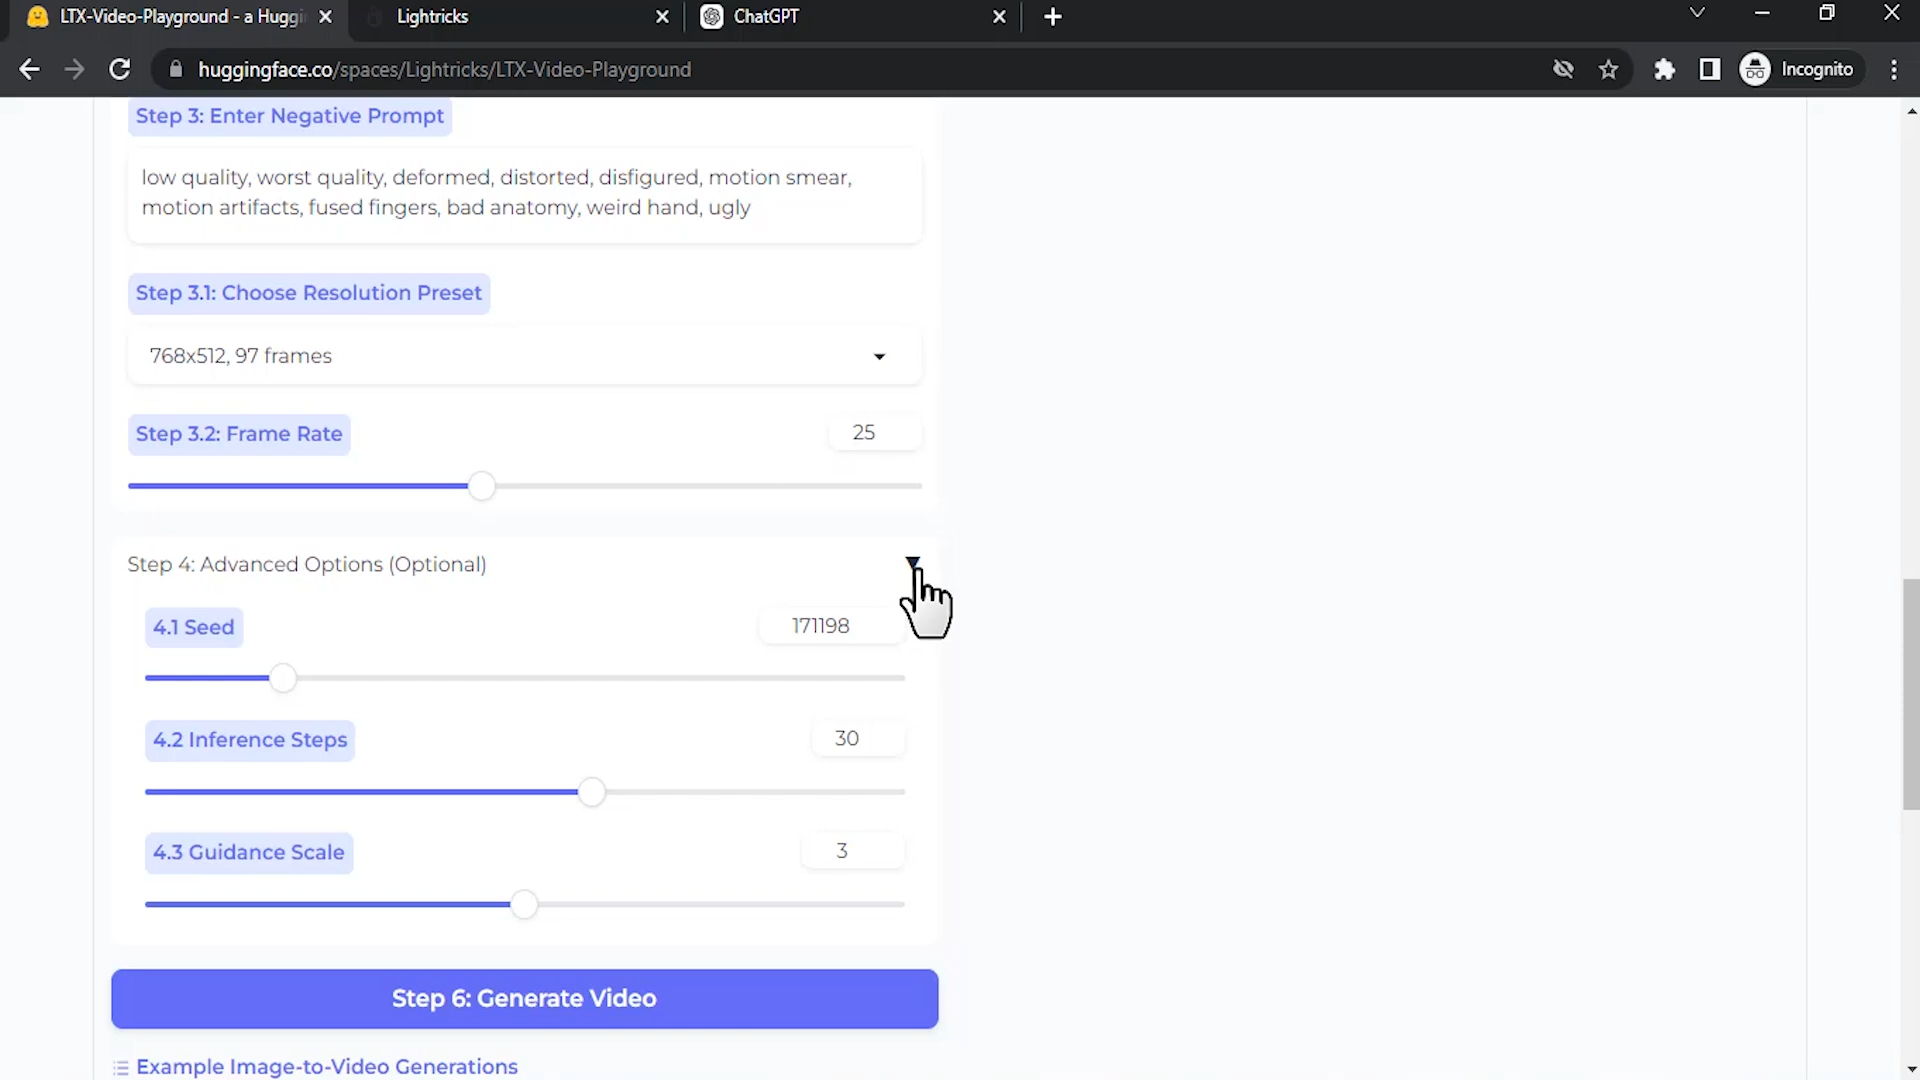 LTX-Video-Playground - a Huggi
Lightricks
ChatGPT
huggingface.co/spaces/Lightricks/LTX-Video-Playground
Incognito
Step 3: Enter Negative Prompt
low quality, worst quality, deformed, distorted, disfigured, motion smear,
motion artifacts, fused fingers, bad anatomy, weird hand, ugly
Step 3.1: Choose Resolution Preset
768x512, 97 frames
Step 3.2: Frame Rate
25
Step 4: Advanced Options (Optional)
4.1 Seed
171198
4.2 Inference Steps
30
4.3 Guidance Scale
3
Step 6: Generate Video
Example Image-to-Video Generations